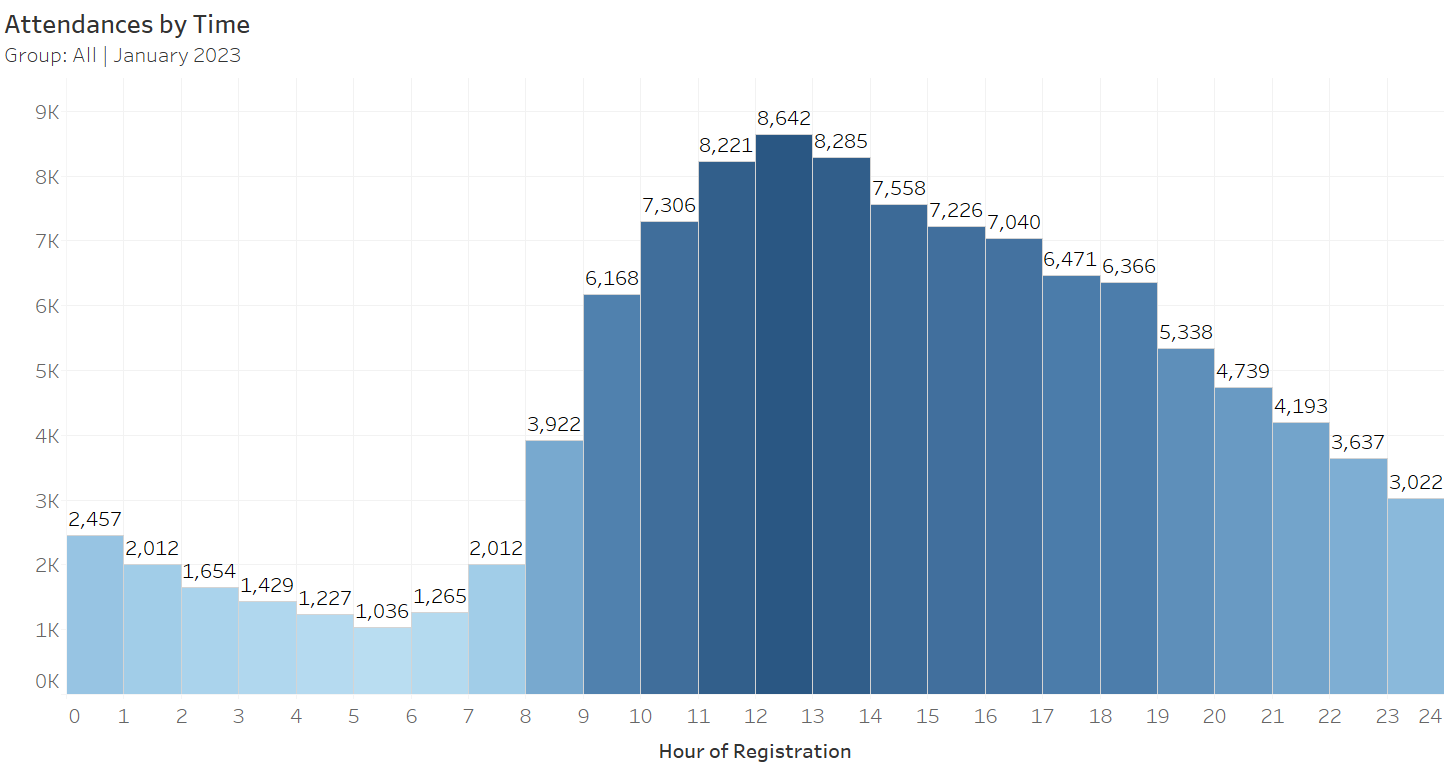 Attendances by Time
Group: All | January 2023
9K
8K
7K
6K
5K
4K
3K
2K
1K
0K
2,457
2,012
1,654
1,429
1,227
1,036
1,265
2,012
3,922
6,168
7,306
8,221
8,642
8,285
7,558
7,226
7,040
6,471
6,366
5,338
4,739
4,193
3,637
3,022
0 1 2 3 4 5 6 7 8 9 10 11 12 13 14 15 16 17 18 19 20 21 22 23 24
Hour of Registration